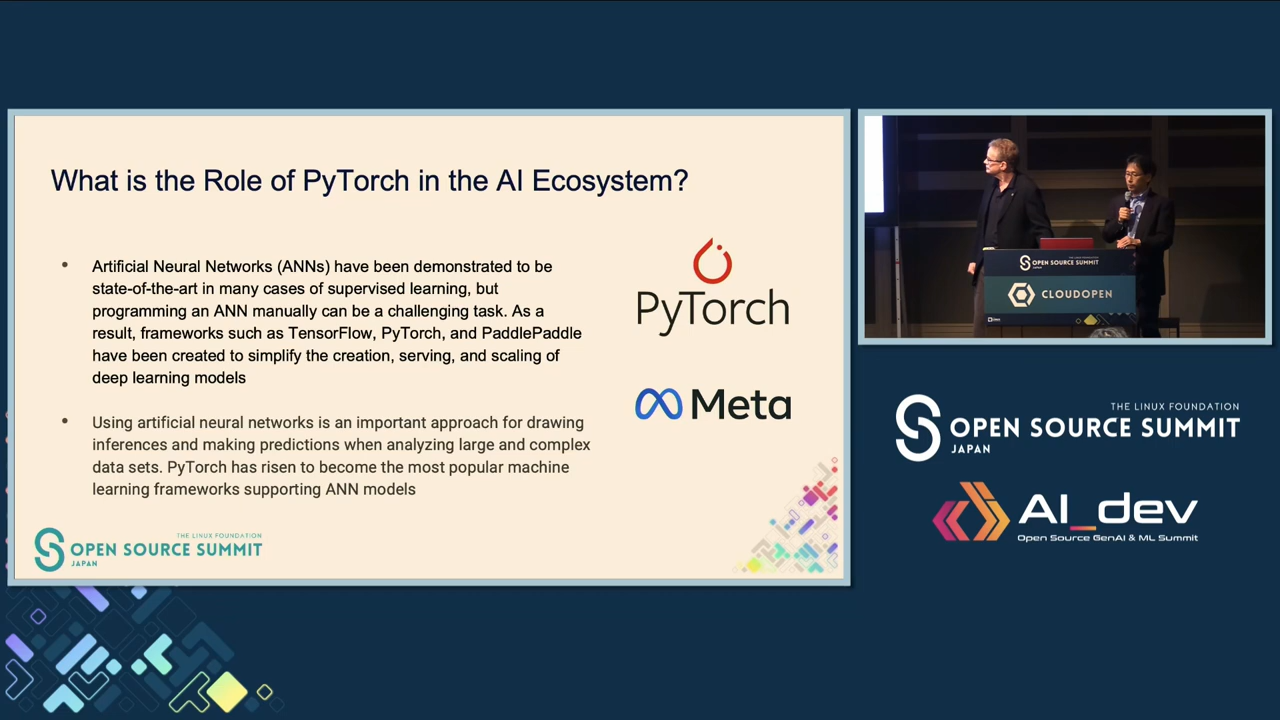 What is the Role of PyTorch in the AI Ecosystem?
• Artificial Neural Networks (ANNs) have been demonstrated to be
state-of-the-art in many cases of supervised learning, but
programming an ANN manually can be a challenging task. As a
result, frameworks such as TensorFlow, PyTorch, and PaddlePaddle
have been created to simplify the creation, serving, and scaling of
deep learning models
• Using artificial neural networks is an important approach for drawing
inferences and making predictions when analyzing large and complex
data sets. PyTorch has risen to become the most popular machine
learning frameworks supporting ANN models
PyTorch
Meta
THE LINUX FOUNDATION
OPEN SOURCE SUMMIT
JAPAN
OPEN SOURCE SUMMIT
JAPAN
CLOUDOPEN
THE LINUX FOUNDATION
OPEN SOURCE SUMMIT
JAPAN
AI_dev
Open Source GenAI & ML Summit